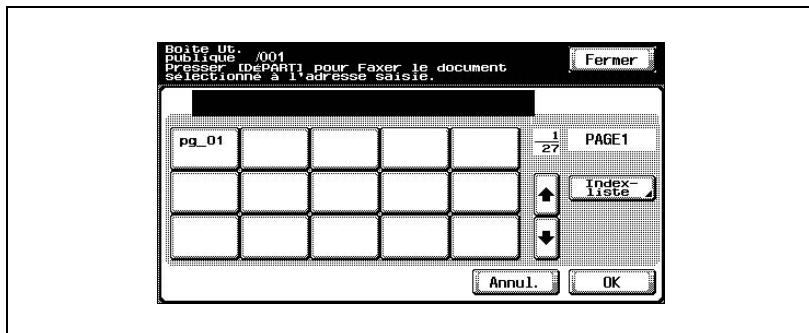 Boîte Ut.
publique /001
Presser [DéPART] pour Faxer le document
sélectionné à l'adresse saisie.
Fermer
pg_01
1
27
PAGE1
Index-
liste
Annul.
OK